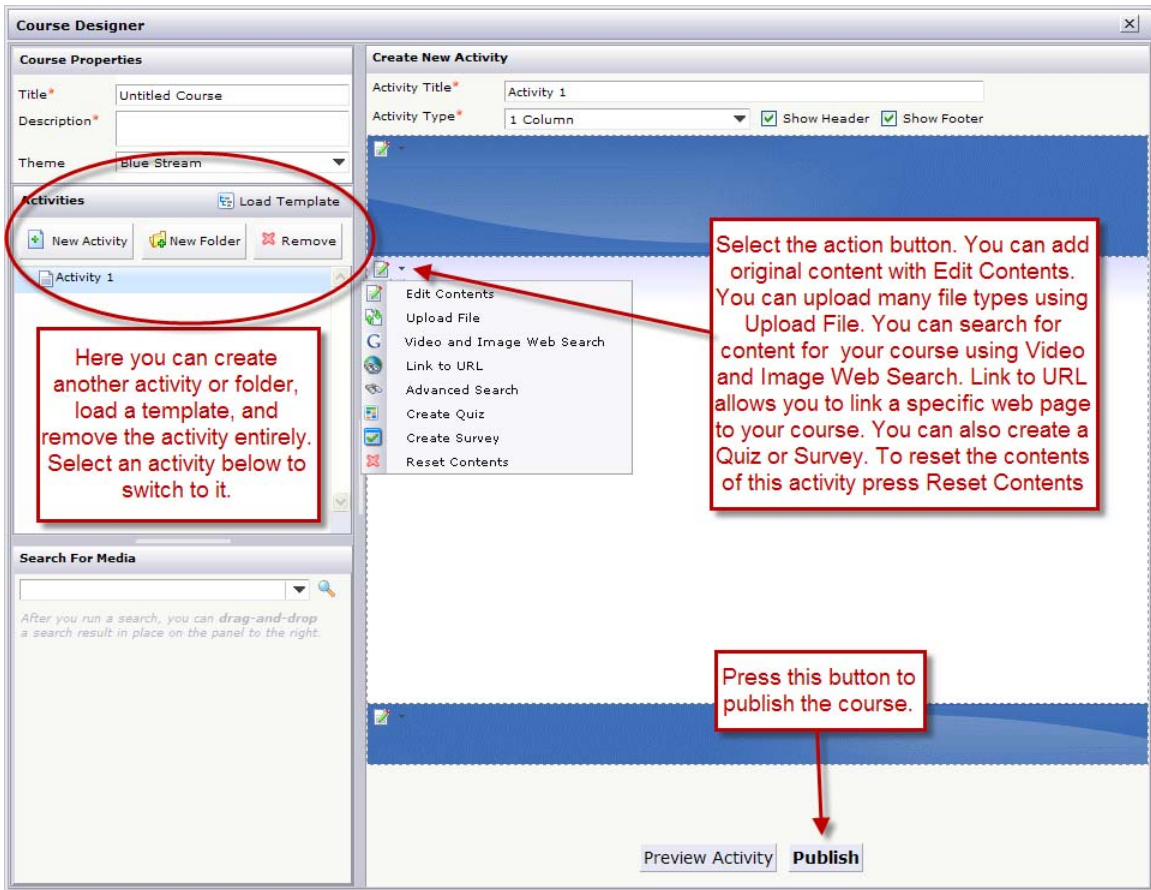 Course Designer
Course Properties
Title*
Untitled Course
Description*
Theme
Blue Stream
Activities
Load Template
New Activity
New Folder
Remove
Activity 1
Here you can create
another activity or folder,
load a template, and
remove the activity entirely.
Select an activity below to
switch to it.
Search For Media
After you run a search, you can drag-and-drop
a search result in place on the panel to the right.
Create New Activity
Activity Title*
Activity 1
Activity Type*
1 Column
Show Header
Show Footer
Edit Contents
Upload File
G Video and Image Web Search
Link to URL
Advanced Search
Create Quiz
Create Survey
Reset Contents
Select the action button. You can add
original content with Edit Contents.
You can upload many file types using
Upload File. You can search for
content for your course using Video
and Image Web Search. Link to URL
allows you to link a specific web page
to your course. You can also create a
Quiz or Survey. To reset the contents
of this activity press Reset Contents
Press this button to
publish the course.
Preview Activity
Publish